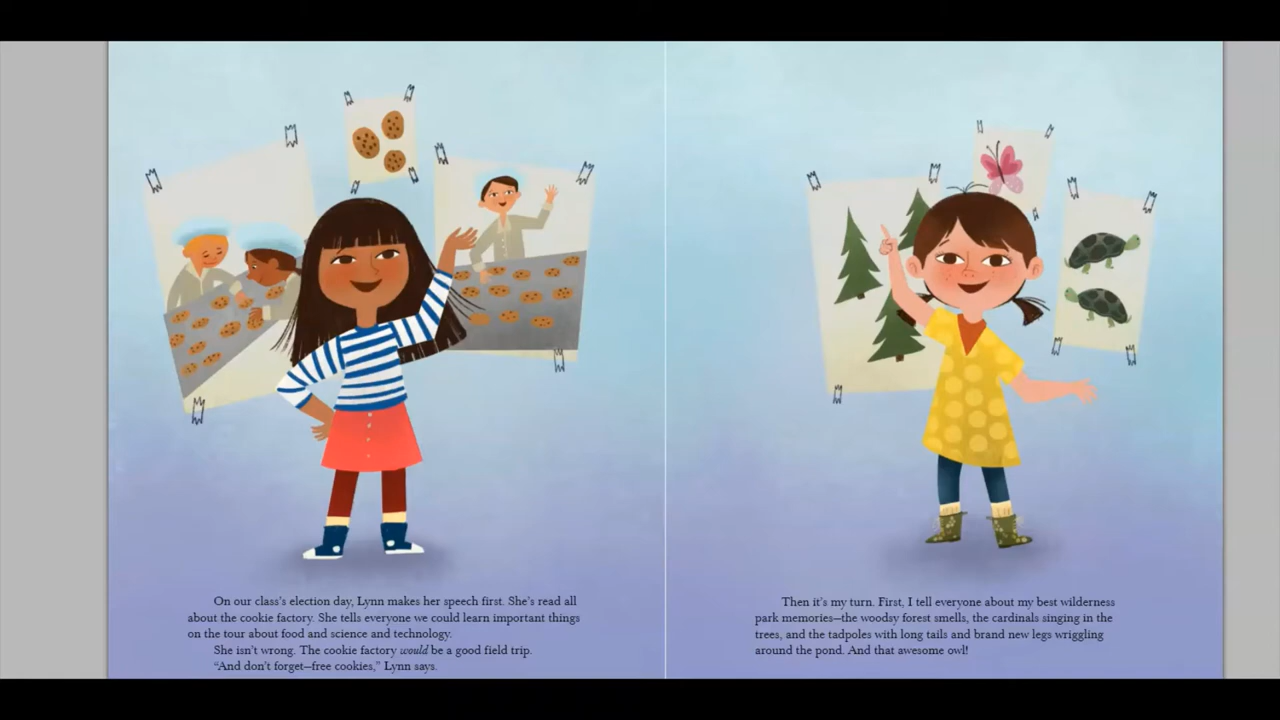 On our class’s election day, Lynn makes her speech first. She’s read all
about the cookie factory. She tells everyone we could learn important things
on the tour about food and science and technology.
She isn’t wrong. The cookie factory would be a good field trip.
“And don’t forget—free cookies,” Lynn says.
Then it’s my turn. First, I tell everyone about my best wilderness
park memories—the woodsy forest smells, the cardinals singing in the
trees, and the tadpoles with long tails and brand new legs wriggling
around the pond. And that awesome owl!